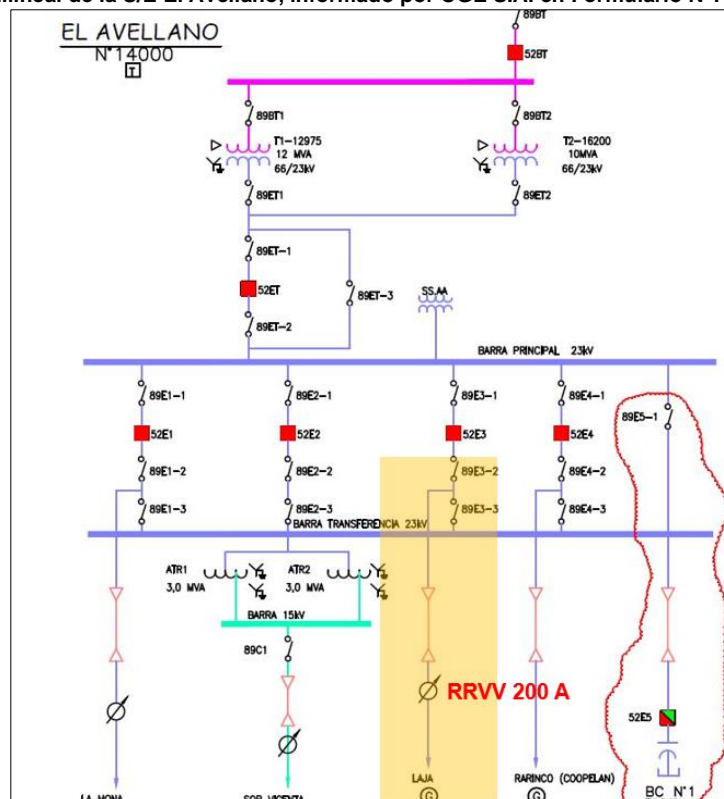 EL AVELLANO
N°14000
T
89BT
52BT
89BT1
89BT2
T1-12975
12 MVA
66/23kV
T2-16200
10MVA
66/23kV
89ET1
89ET2
89ET-1
52ET
89ET-3
SS.AA
89ET-2
BARRA PRINCIPAL 23kV
89E1-1
89E2-1
89E3-1
89E4-1
89E5-1
52E1
52E2
52E3
52E4
89E1-2
89E2-2
89E3-2
89E4-2
89E1-3
89E2-3
89E3-3
89E4-3
BARRA TRANSFERENCIA 23kV
ATR1
3,0 MVA
ATR2
3,0 MVA
BARRA 15kV
89C1
RRVV 200 A
52E5
LA MONA
SOR VICENTA
LAJA
G
RARINCO (COOPELAN)
G
BC N°1